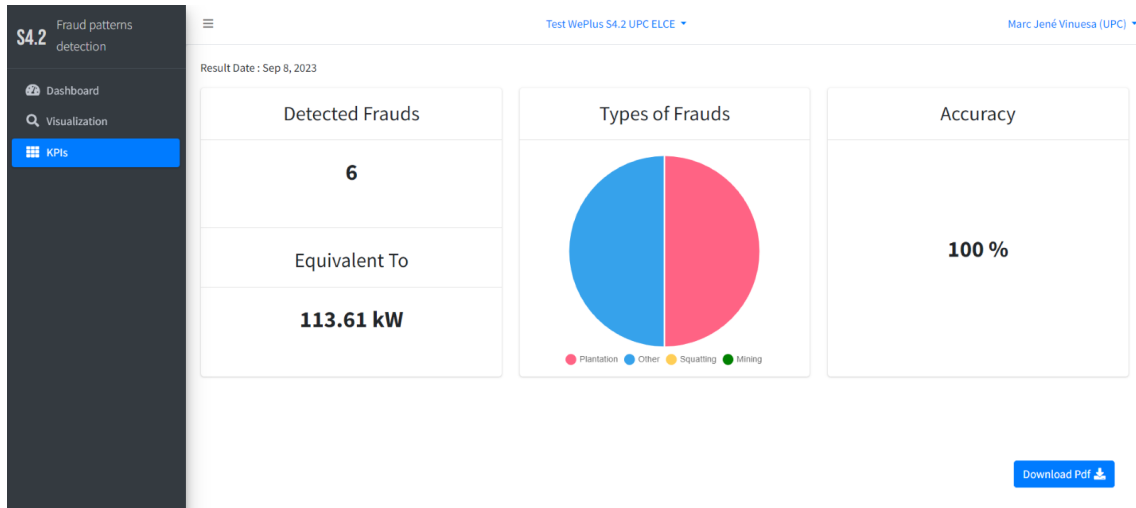 S4.2
Fraud patterns
detection
Dashboard
Visualization
KPIs
Test WePlus S4.2 UPC ELCE
Marc Jené Vinuesa (UPC)
Result Date : Sep 8, 2023
Detected Frauds
6
Equivalent To
113.61 kW
Types of Frauds
Plantation Other Squatting Mining
Accuracy
100 %
Download Pdf